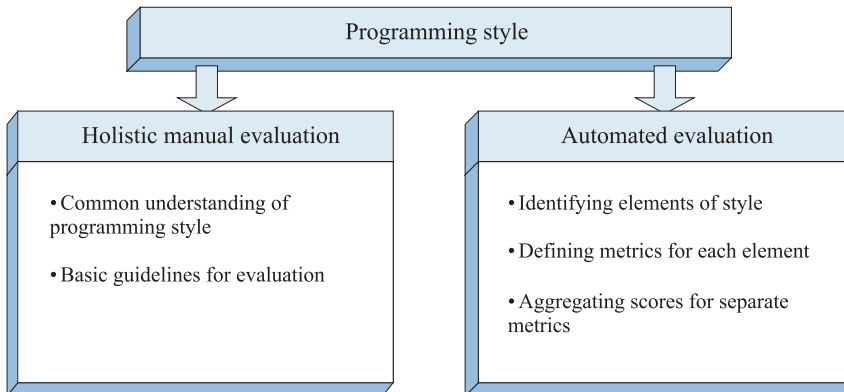 Programming style
Holistic manual evaluation
• Common understanding of
programming style
• Basic guidelines for evaluation
Automated evaluation
• Identifying elements of style
• Defining metrics for each element
• Aggregating scores for separate
metrics